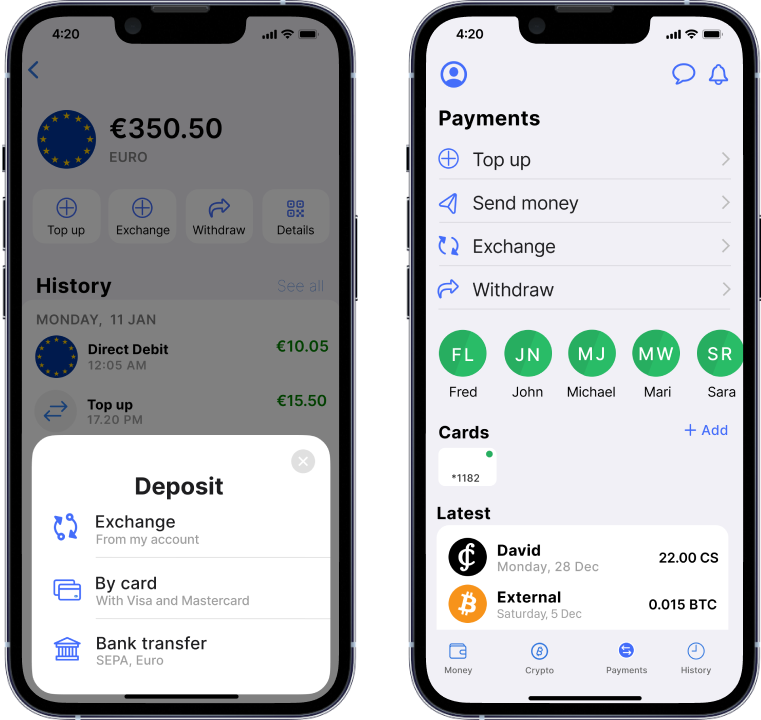 4:20
€350.50
EURO
Top up
Exchange
Withdraw
Details
History
See all
MONDAY, 11 JAN
Direct Debit
€10.05
12:05 AM
Top up
€15.50
17.20 PM
Deposit
Exchange
From my account
By card
With Visa and Mastercard
Bank transfer
SEPA, Euro
4:20
Payments
Top up
Send money
Exchange
Withdraw
FL
JN
MJ
MW
SR
Fred
John
Michael
Mari
Sara
Cards
+ Add
*1182
Latest
David
22.00 CS
Monday, 28 Dec
External
0.015 BTC
Saturday, 5 Dec
Money
Crypto
Payments
History